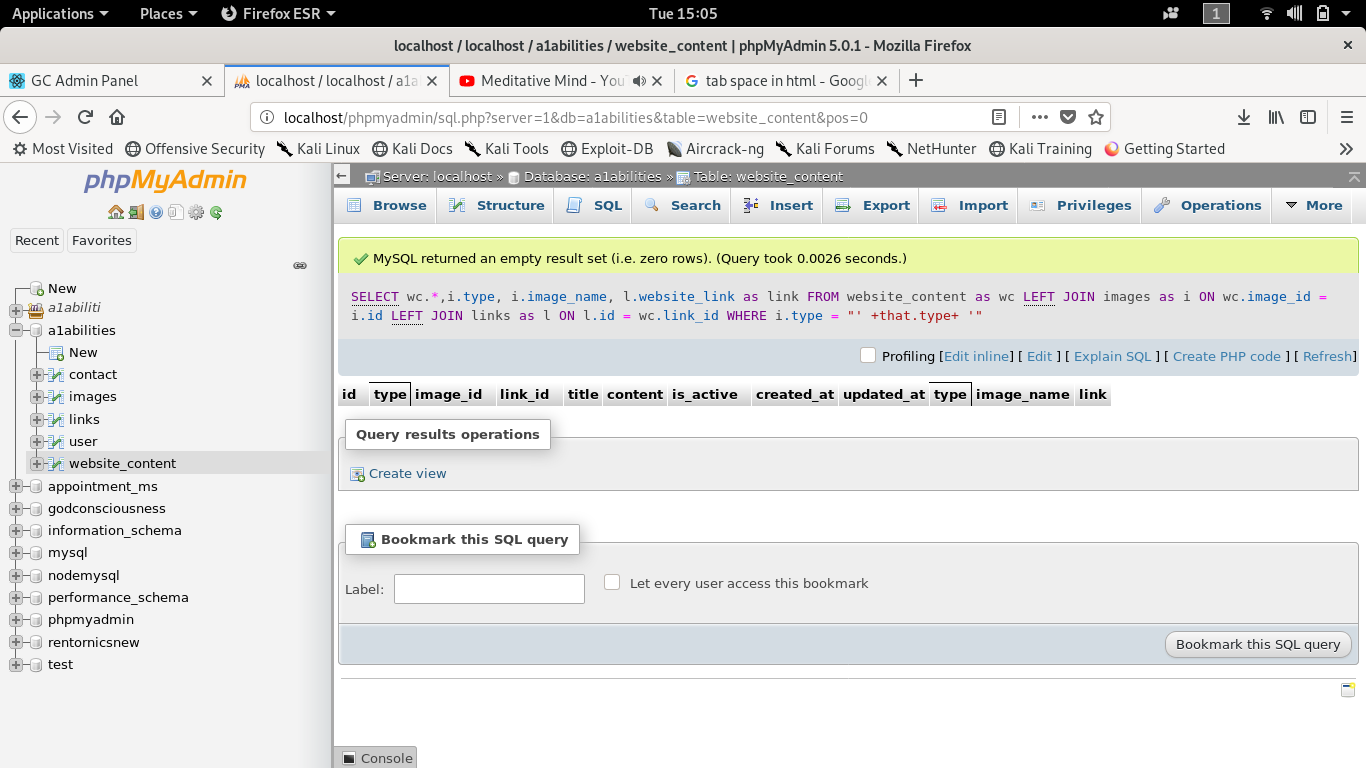 Applications Places Firefox ESR Tue 15:05 1
localhost / localhost / a1abilities / website_content | phpMyAdmin 5.0.1 - Mozilla Firefox
GC Admin Panel localhost / localhost / a1a Meditative Mind - You tab space in html - Googl
localhost/phpmyadmin/sql.php?server=1&db=a1abilities&table=website_content&pos=0
Most Visited Offensive Security Kali Linux Kali Docs Kali Tools Exploit-DB Aircrack-ng Kali Forums NetHunter Kali Training Getting Started
phpMyAdmin
Recent Favorites
New
a1abiliti
a1abilities
New
contact
images
links
user
website_content
appointment_ms
godconsciousness
information_schema
mysql
nodemysql
performance_schema
phpmyadmin
rentornicsnew
test
Server: localhost » Database: a1abilities » Table: website_content
Browse Structure SQL Search Insert Export Import Privileges Operations More
MySQL returned an empty result set (i.e. zero rows). (Query took 0.0026 seconds.)
SELECT wc.*,i.type, i.image_name, l.website_link as link FROM website_content as wc LEFT JOIN images as i ON wc.image_id =
i.id LEFT JOIN links as l ON l.id = wc.link_id WHERE i.type = "' +that.type+ '"
Profiling [Edit inline] [ Edit ] [ Explain SQL ] [ Create PHP code ] [ Refresh]
id type image_id link_id title content is_active created_at updated_at type image_name link
Query results operations
Create view
Bookmark this SQL query
Label: Let every user access this bookmark
Bookmark this SQL query
Console